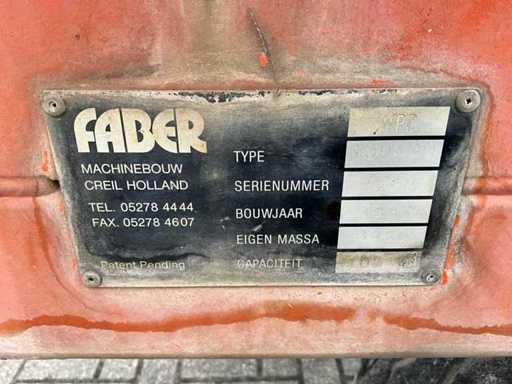 FABER
MACHINEBOUW
CREIL HOLLAND
TEL. 05278 4444
FAX. 05278 4607
Patent Pending
TYPE
SERIENUMMER
BOUWJAAR
EIGEN MASSA
CAPACITEIT